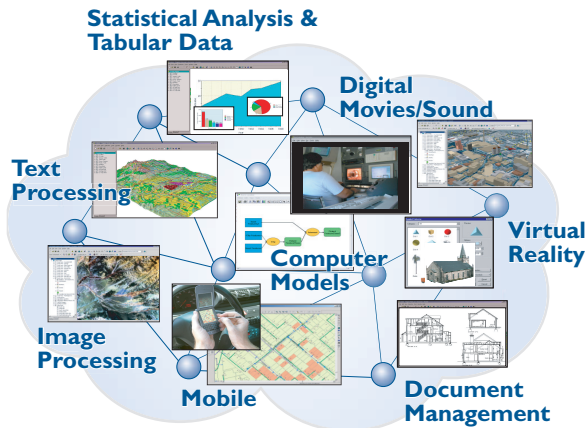 Statistical Analysis &
Tabular Data
Digital
Movies/Sound
Text
Processing
Virtual
Reality
Computer
Models
Image
Processing
Mobile
Document
Management